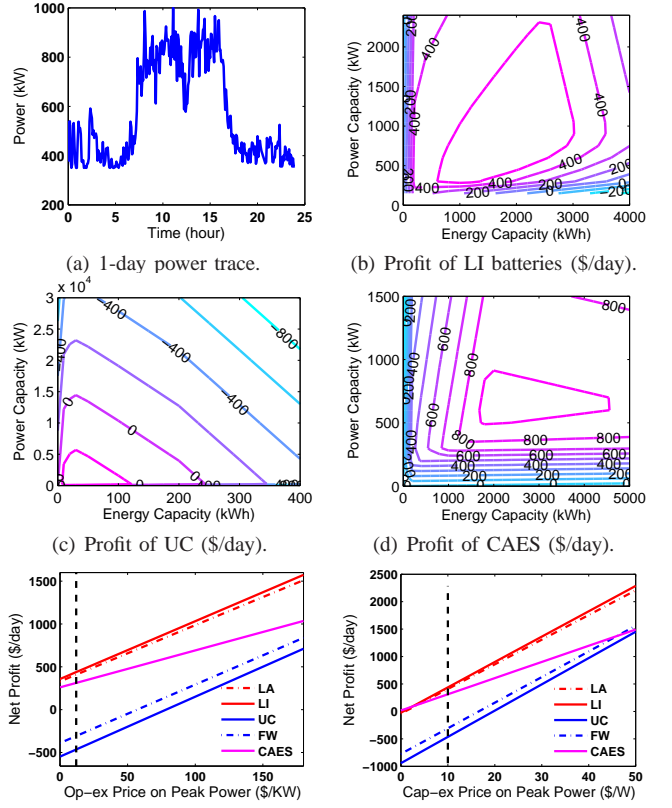 1000
800
600
400
200
Power (kW)
0 5 10 15 20 25
Time (hour)
(a) 1-day power trace.
2000
1500
1000
500
0
Power Capacity (kW)
200
400
400
400
200
400
400
400
400
200
400
200
0
−200
0 1000 2000 3000 4000
Energy Capacity (kWh)
(b) Profit of LI batteries ($/day).
x 10^4
3
2.5
2
1.5
1
0.5
0
Power Capacity (kW)
−400
−800
−400
−400
0
0
0
0 100 200 300 400
Energy Capacity (kWh)
(c) Profit of UC ($/day).
1500
1000
500
0
Power Capacity (kW)
200
400
600
800
800
800
800
600
600
400
400
200
200
0
0
0 1000 2000 3000 4000 5000
Energy Capacity (kWh)
(d) Profit of CAES ($/day).
1500
1000
500
0
−500
Net Profit ($/day)
LA
LI
UC
FW
CAES
0 50 100 150
Op−ex Price on Peak Power ($/KW)
2500
2000
1500
1000
500
0
−500
−1000
Net Profit ($/day)
LA
LI
UC
FW
CAES
0 10 20 30 40 50
Cap−ex Price on Peak Power ($/W)